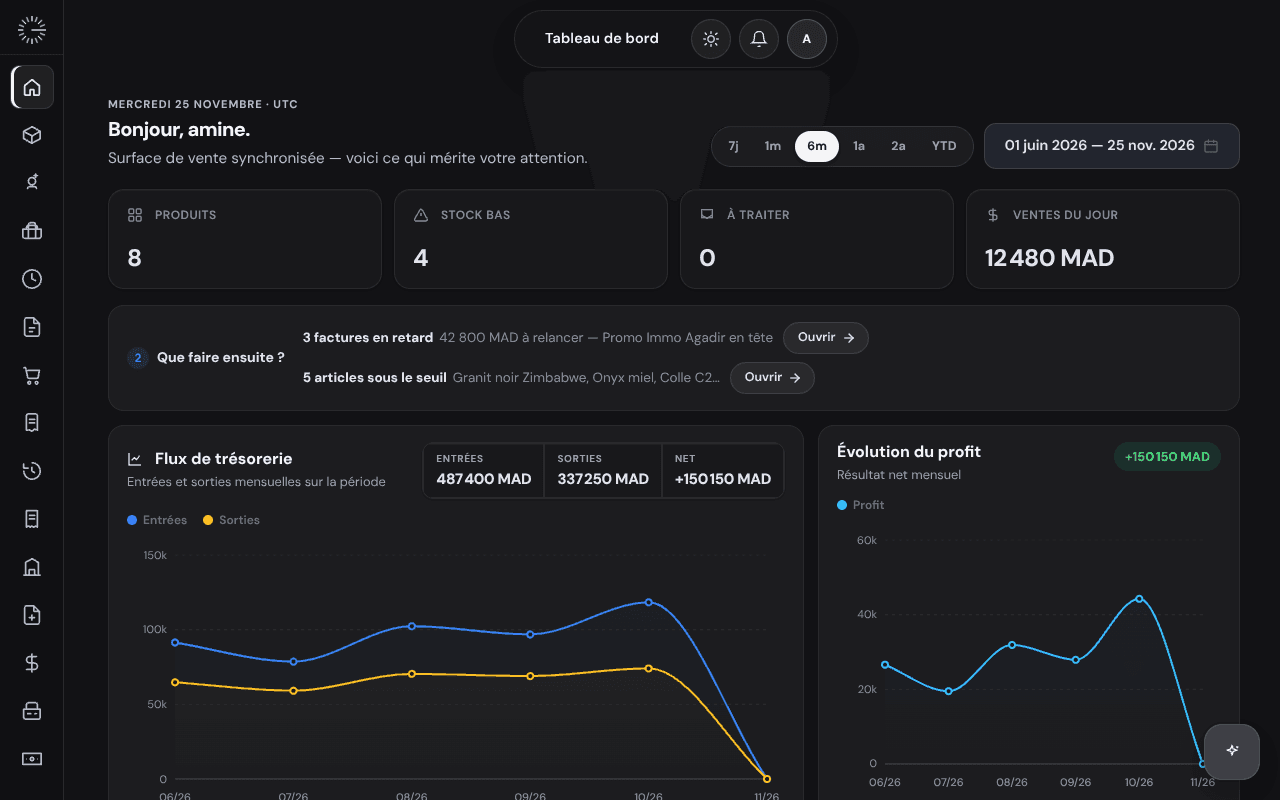 Tableau de bord
A
MERCREDI 25 NOVEMBRE · UTC
Bonjour, amine.
Surface de vente synchronisée — voici ce qui mérite votre attention.
7j 1m 6m 1a 2a YTD
01 juin 2026 — 25 nov. 2026
PRODUITS
8
STOCK BAS
4
À TRAITER
0
VENTES DU JOUR
12 480 MAD
2 Que faire ensuite ?
3 factures en retard 42 800 MAD à relancer — Promo Immo Agadir en tête Ouvrir →
5 articles sous le seuil Granit noir Zimbabwe, Onyx miel, Colle C2... Ouvrir →
Flux de trésorerie
Entrées et sorties mensuelles sur la période
ENTRÉES
487 400 MAD
SORTIES
337 250 MAD
NET
+150 150 MAD
Entrées Sorties
150k
100k
50k
0
06/26 07/26 08/26 09/26 10/26 11/26
Évolution du profit
Résultat net mensuel
+150 150 MAD
Profit
60k
40k
20k
0
06/26 07/26 08/26 09/26 10/26 11/26